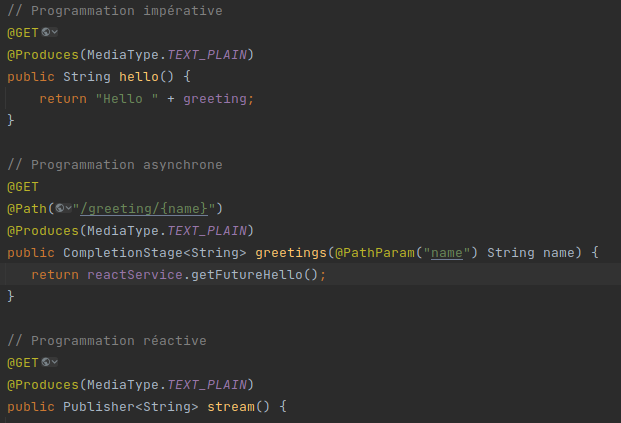 // Programmation impérative
@GET
@Produces(MediaType.TEXT_PLAIN)
public String hello() {
    return "Hello " + greeting;
}

// Programmation asynchrone
@GET
@Path("/greeting/{name}")
@Produces(MediaType.TEXT_PLAIN)
public CompletionStage<String> greetings(@PathParam("name") String name) {
   return reactService.getFutureHello();
}

// Programmation réactive
@GET
@Produces(MediaType.TEXT_PLAIN)
public Publisher<String> stream() {